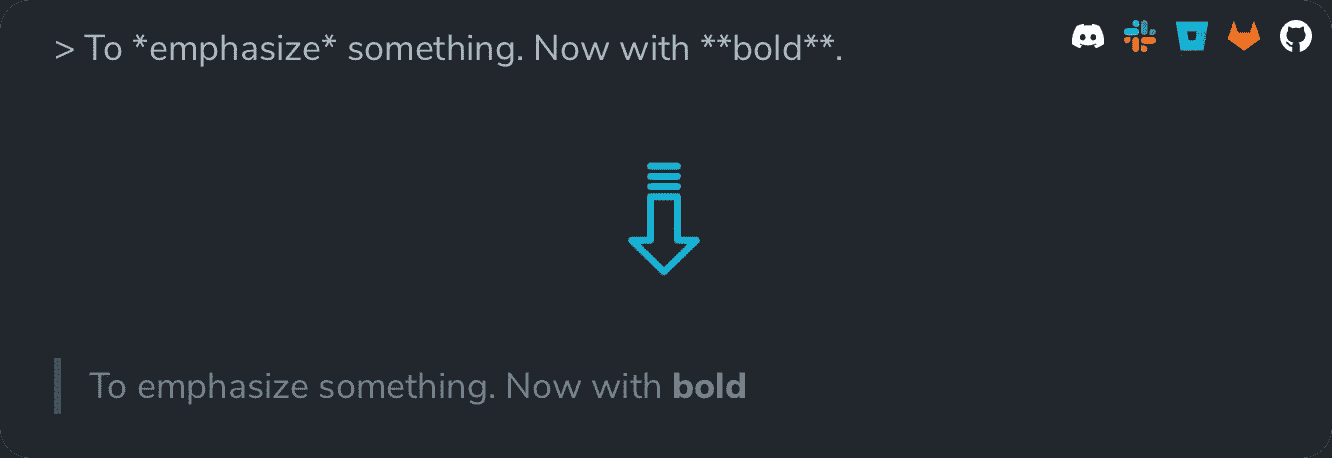 > To *emphasize* something. Now with **bold**.
To emphasize something. Now with bold